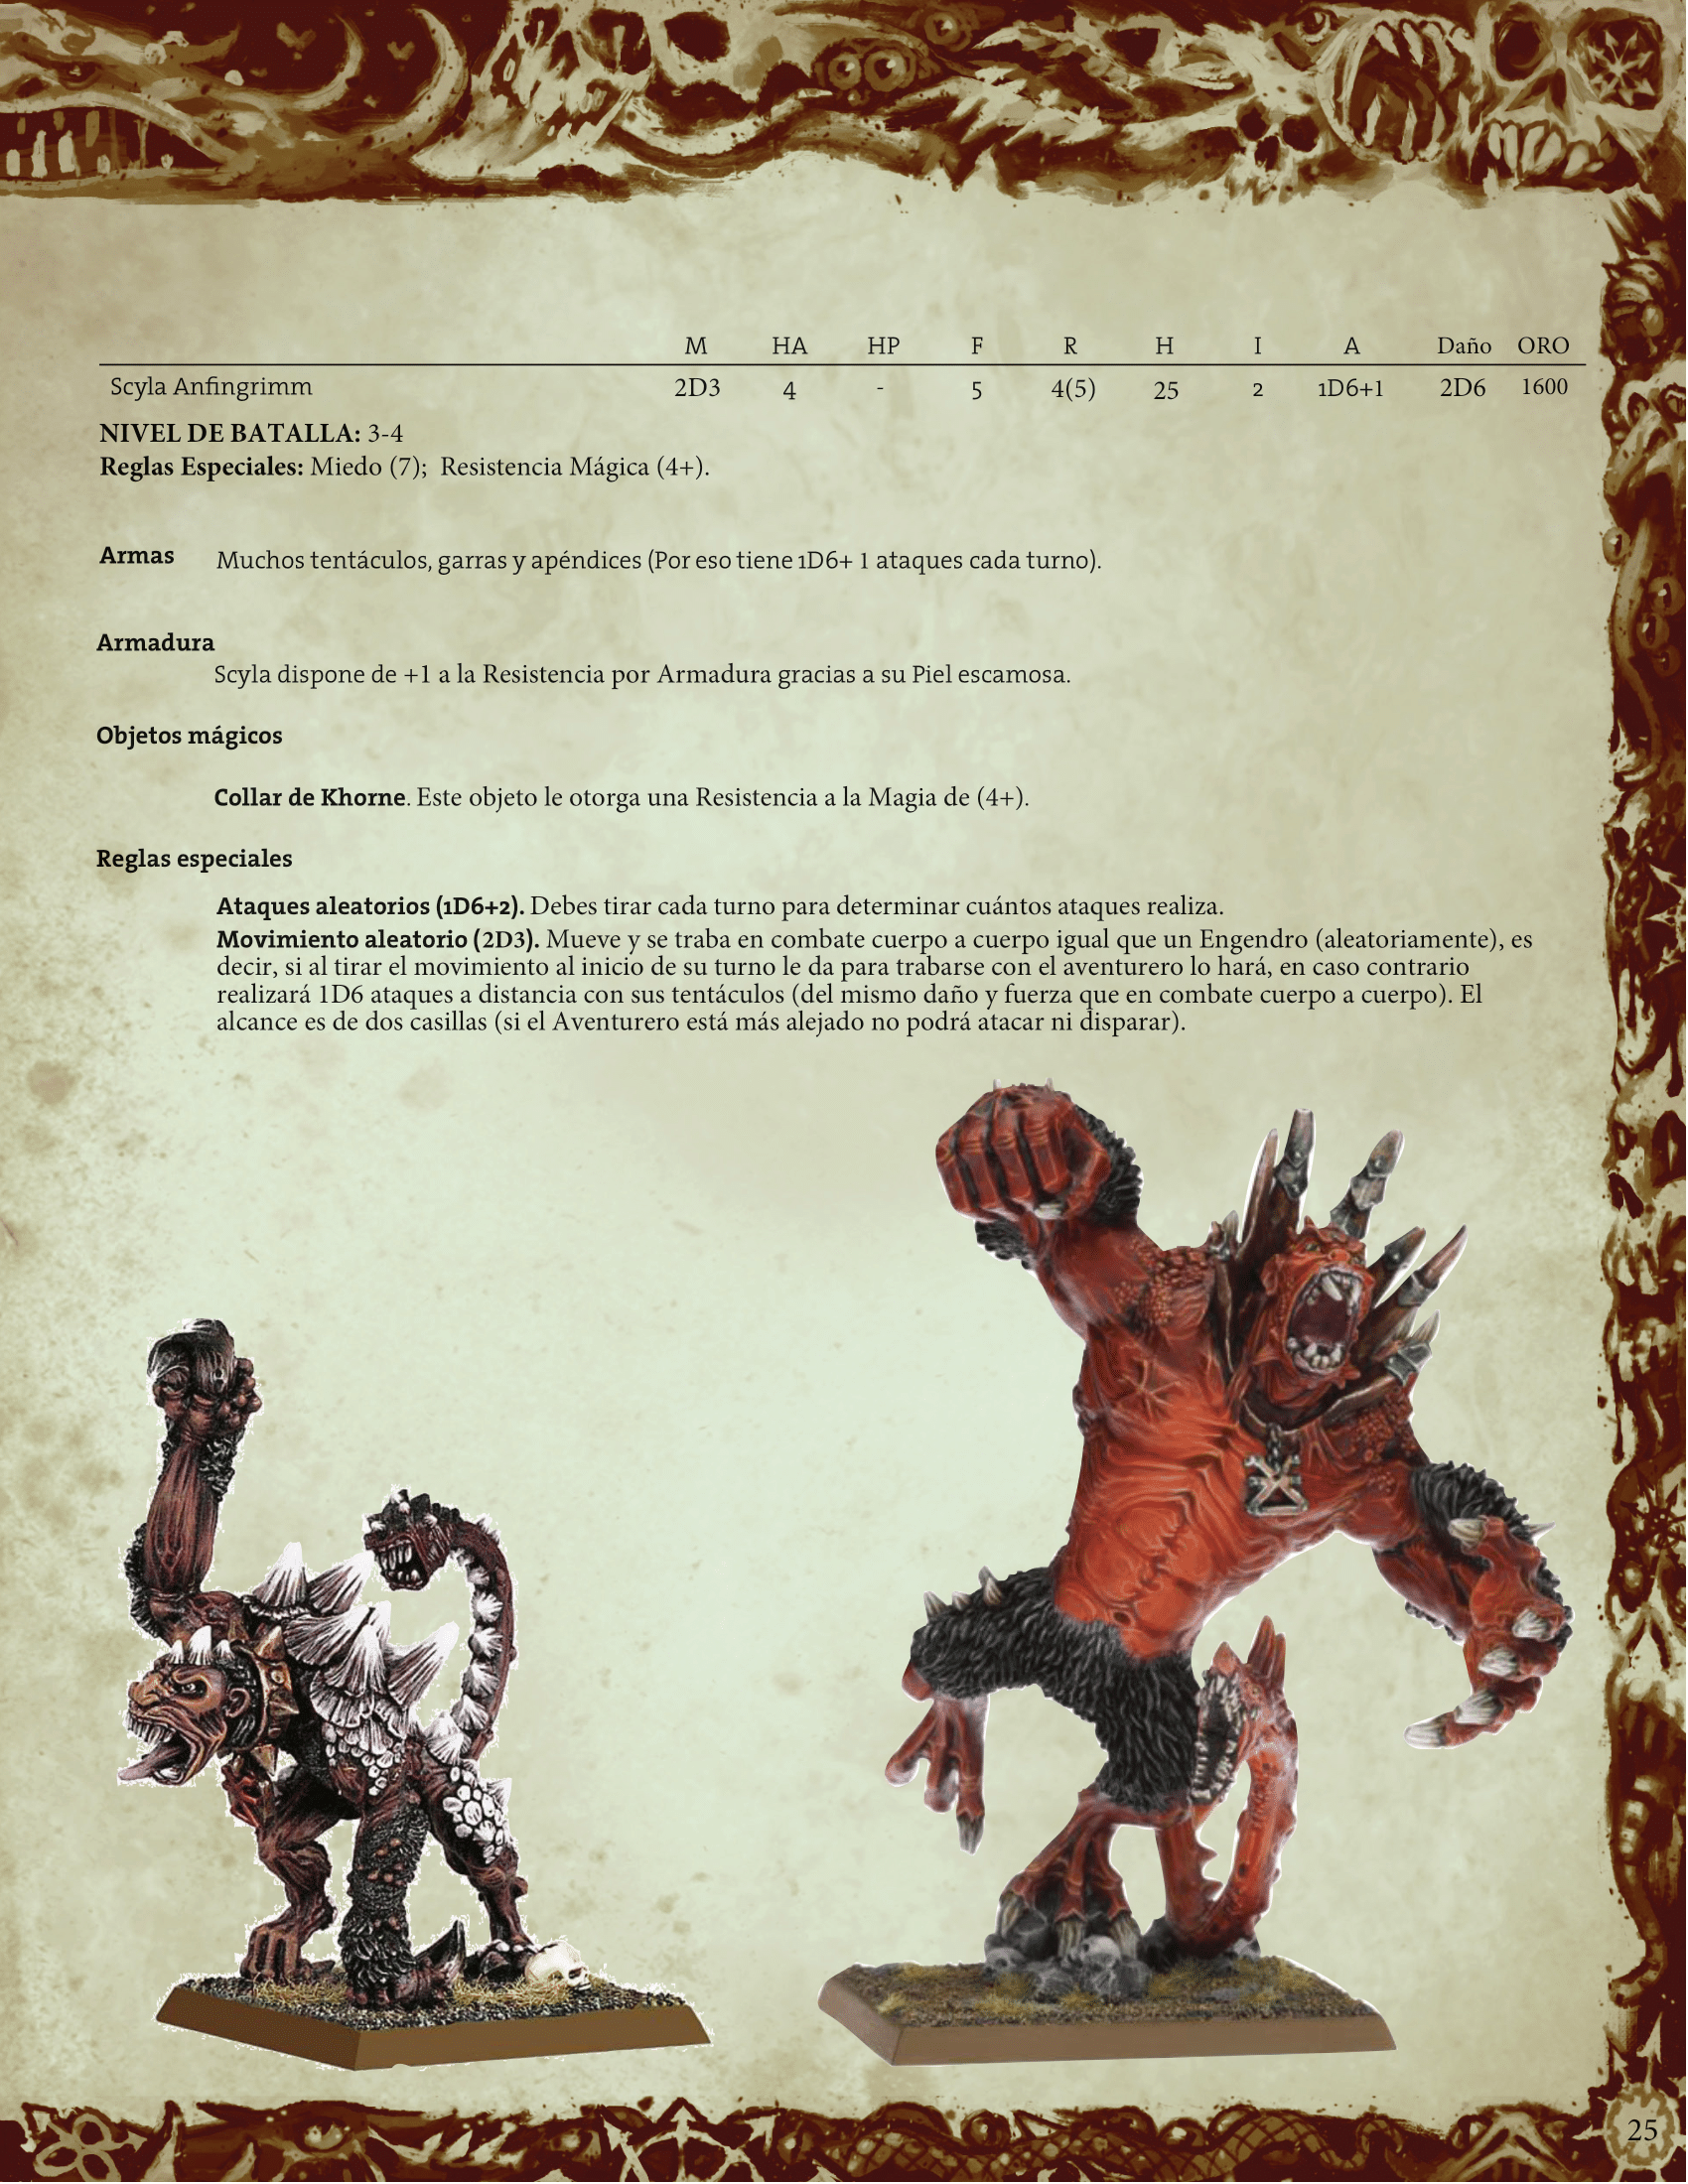 M HA HP F R H I A Daño ORO
Scyla Anfingrimm 2D3 4 - 5 4(5) 25 2 1D6+1 2D6 1600
NIVEL DE BATALLA: 3-4
Reglas Especiales: Miedo (7); Resistencia Mágica (4+).
Armas Muchos tentáculos, garras y apéndices (Por eso tiene 1D6+ 1 ataques cada turno).
Armadura
Scyla dispone de +1 a la Resistencia por Armadura gracias a su Piel escamosa.
Objetos mágicos
Collar de Khorne. Este objeto le otorga una Resistencia a la Magia de (4+).
Reglas especiales
Ataques aleatorios (1D6+2). Debes tirar cada turno para determinar cuántos ataques realiza.
Movimiento aleatorio (2D3). Mueve y se traba en combate cuerpo a cuerpo igual que un Engendro (aleatoriamente), es
decir, si al tirar el movimiento al inicio de su turno le da para trabarse con el aventurero lo hará, en caso contrario
realizará 1D6 ataques a distancia con sus tentáculos (del mismo daño y fuerza que en combate cuerpo a cuerpo). El
alcance es de dos casillas (si el Aventurero está más alejado no podrá atacar ni disparar).
25